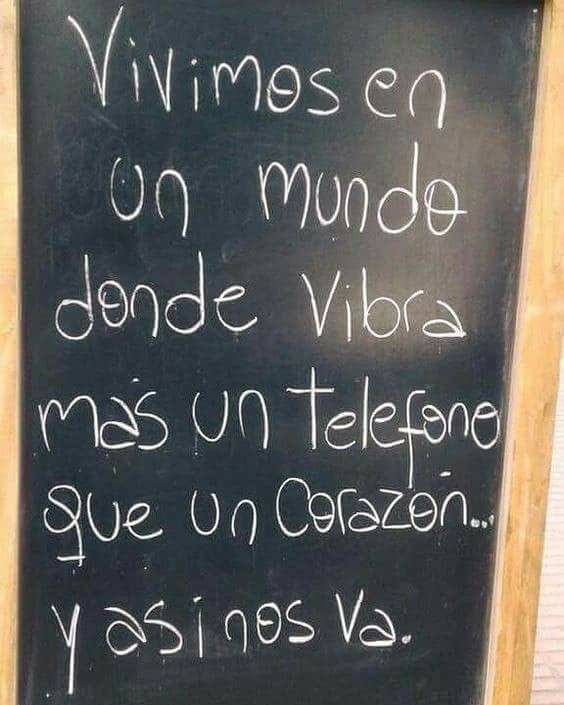 Vivimos en
un mundo
donde vibra
más un telefono
que un corazón...
y asi nos va.